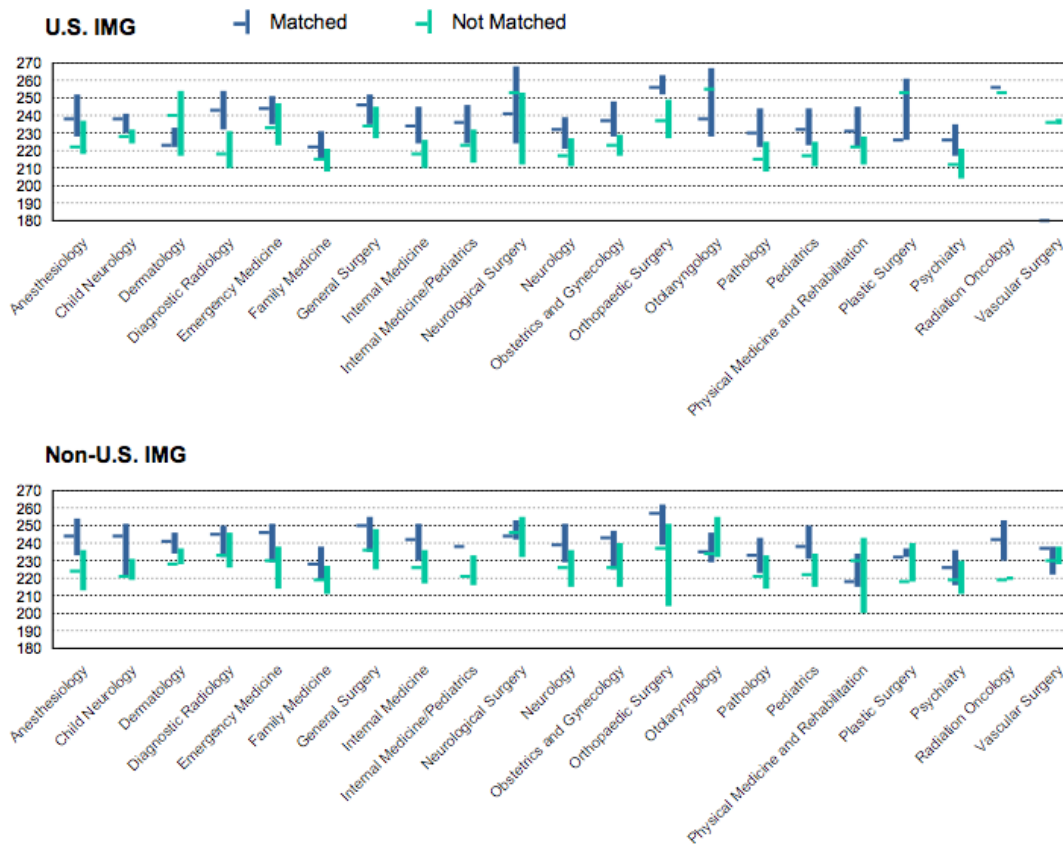 U.S. IMG
Matched
Not Matched
270
260
250
240
230
220
210
200
190
180
Anesthesiology
Child Neurology
Dermatology
Diagnostic Radiology
Emergency Medicine
Family Medicine
General Surgery
Internal Medicine
Internal Medicine/Pediatrics
Neurological Surgery
Neurology
Obstetrics and Gynecology
Orthopaedic Surgery
Otolaryngology
Pathology
Pediatrics
Physical Medicine and Rehabilitation
Plastic Surgery
Psychiatry
Radiation Oncology
Vascular Surgery
Non-U.S. IMG
270
260
250
240
230
220
210
200
190
180
Anesthesiology
Child Neurology
Dermatology
Diagnostic Radiology
Emergency Medicine
Family Medicine
General Surgery
Internal Medicine
Internal Medicine/Pediatrics
Neurological Surgery
Neurology
Obstetrics and Gynecology
Orthopaedic Surgery
Otolaryngology
Pathology
Pediatrics
Physical Medicine and Rehabilitation
Plastic Surgery
Psychiatry
Radiation Oncology
Vascular Surgery